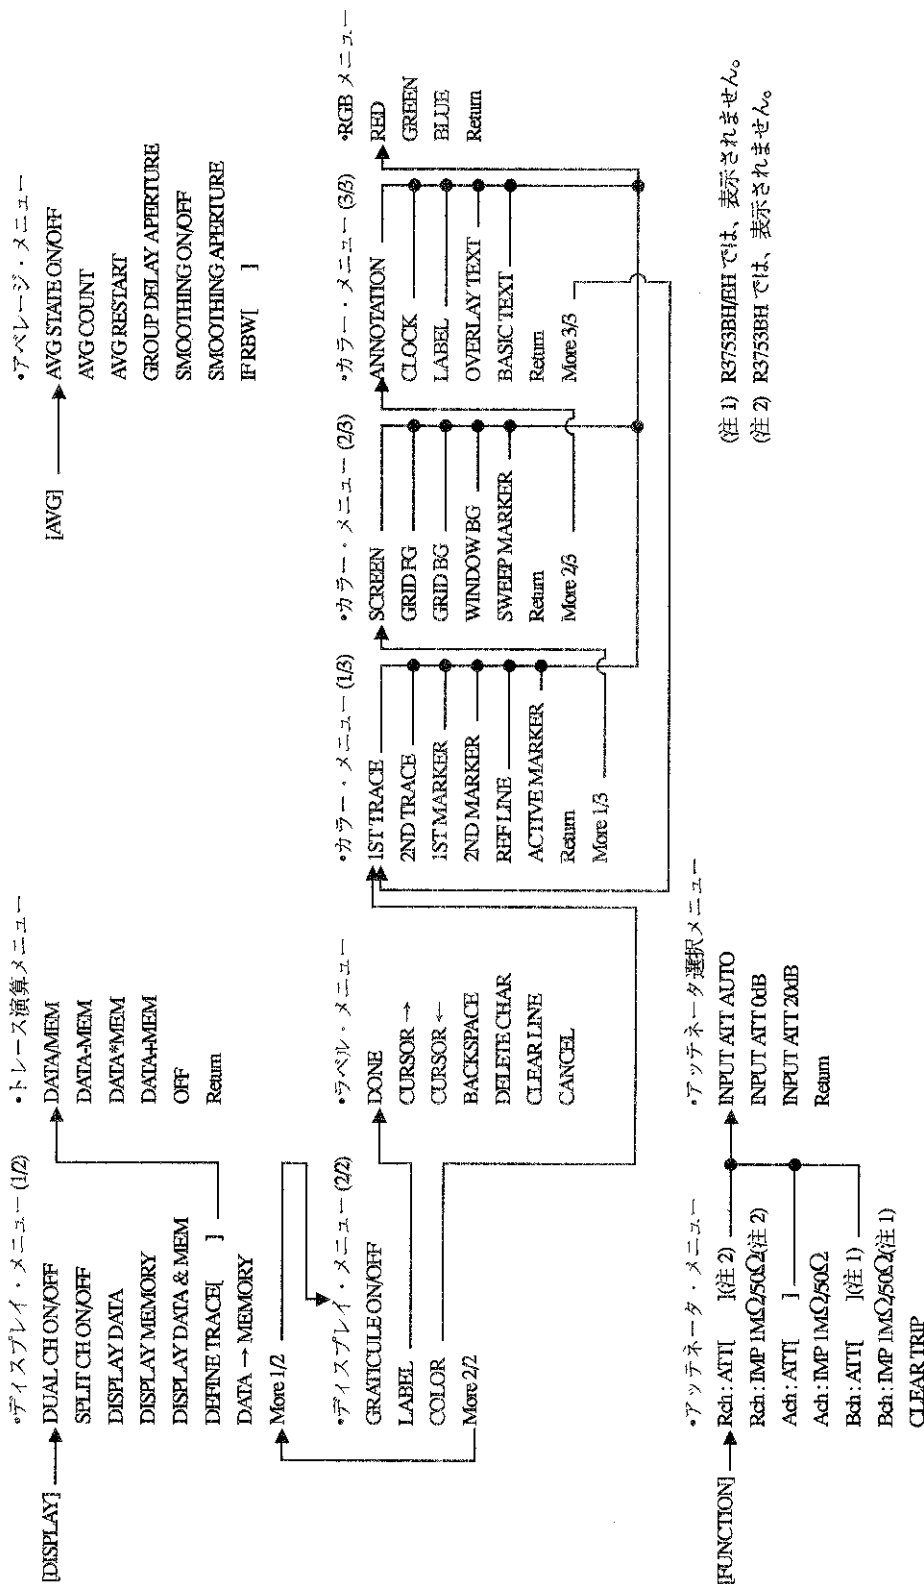 [DISPLAY]
•ディスプレイ・メニュー (1/2)
DUAL CH ON/OFF
SPLIT CH ON/OFF
DISPLAY DATA
DISPLAY MEMORY
DISPLAY DATA & MEM
DEFINE TRACE[ ]
DATA → MEMORY
More 1/2
•トレース演算メニュー
DATA/MEM
DATA-MEM
DATA*MEM
DATA+MEM
OFF
Return
[AVG]
•アベレージ・メニュー
AVG STATE ON/OFF
AVG COUNT
AVG RESTART
GROUP DELAY APERTURE
SMOOTHING ON/OFF
SMOOTHING APERTURE
IF RBW[ ]
•ディスプレイ・メニュー (2/2)
GRATICULE ON/OFF
LABEL
COLOR
More 2/2
•ラベル・メニュー
DONE
CURSOR →
CURSOR ←
BACKSPACE
DELETE CHAR
CLEAR LINE
CANCEL
•カラー・メニュー (1/3)
1ST TRACE
2ND TRACE
1ST MARKER
2ND MARKER
REF LINE
ACTIVE MARKER
Return
More 1/3
•カラー・メニュー (2/3)
SCREEN
GRID FG
GRID BG
WINDOW BG
SWEEP MARKER
Return
More 2/3
•カラー・メニュー (3/3)
ANNOTATION
CLOCK
LABEL
OVERLAY TEXT
BASIC TEXT
Return
More 3/3
•RGB メニュー
RED
GREEN
BLUE
Return
[FUNCTION]
•アッテネータ・メニュー
Rch : ATT[ ](注 2)
Rch : IMP 1MΩ/50Ω(注 2)
Ach : ATT[ ]
Ach : IMP 1MΩ/50Ω
Bch : ATT[ ](注 1)
Bch : IMP 1MΩ/50Ω(注 1)
CLEAR TRIP
•アッテネータ選択メニュー
INPUT ATT AUTO
INPUT ATT 0dB
INPUT ATT 20dB
Return
(注 1) R3753BH/EH では、表示されません。
(注 2) R3753BH では、表示されません。